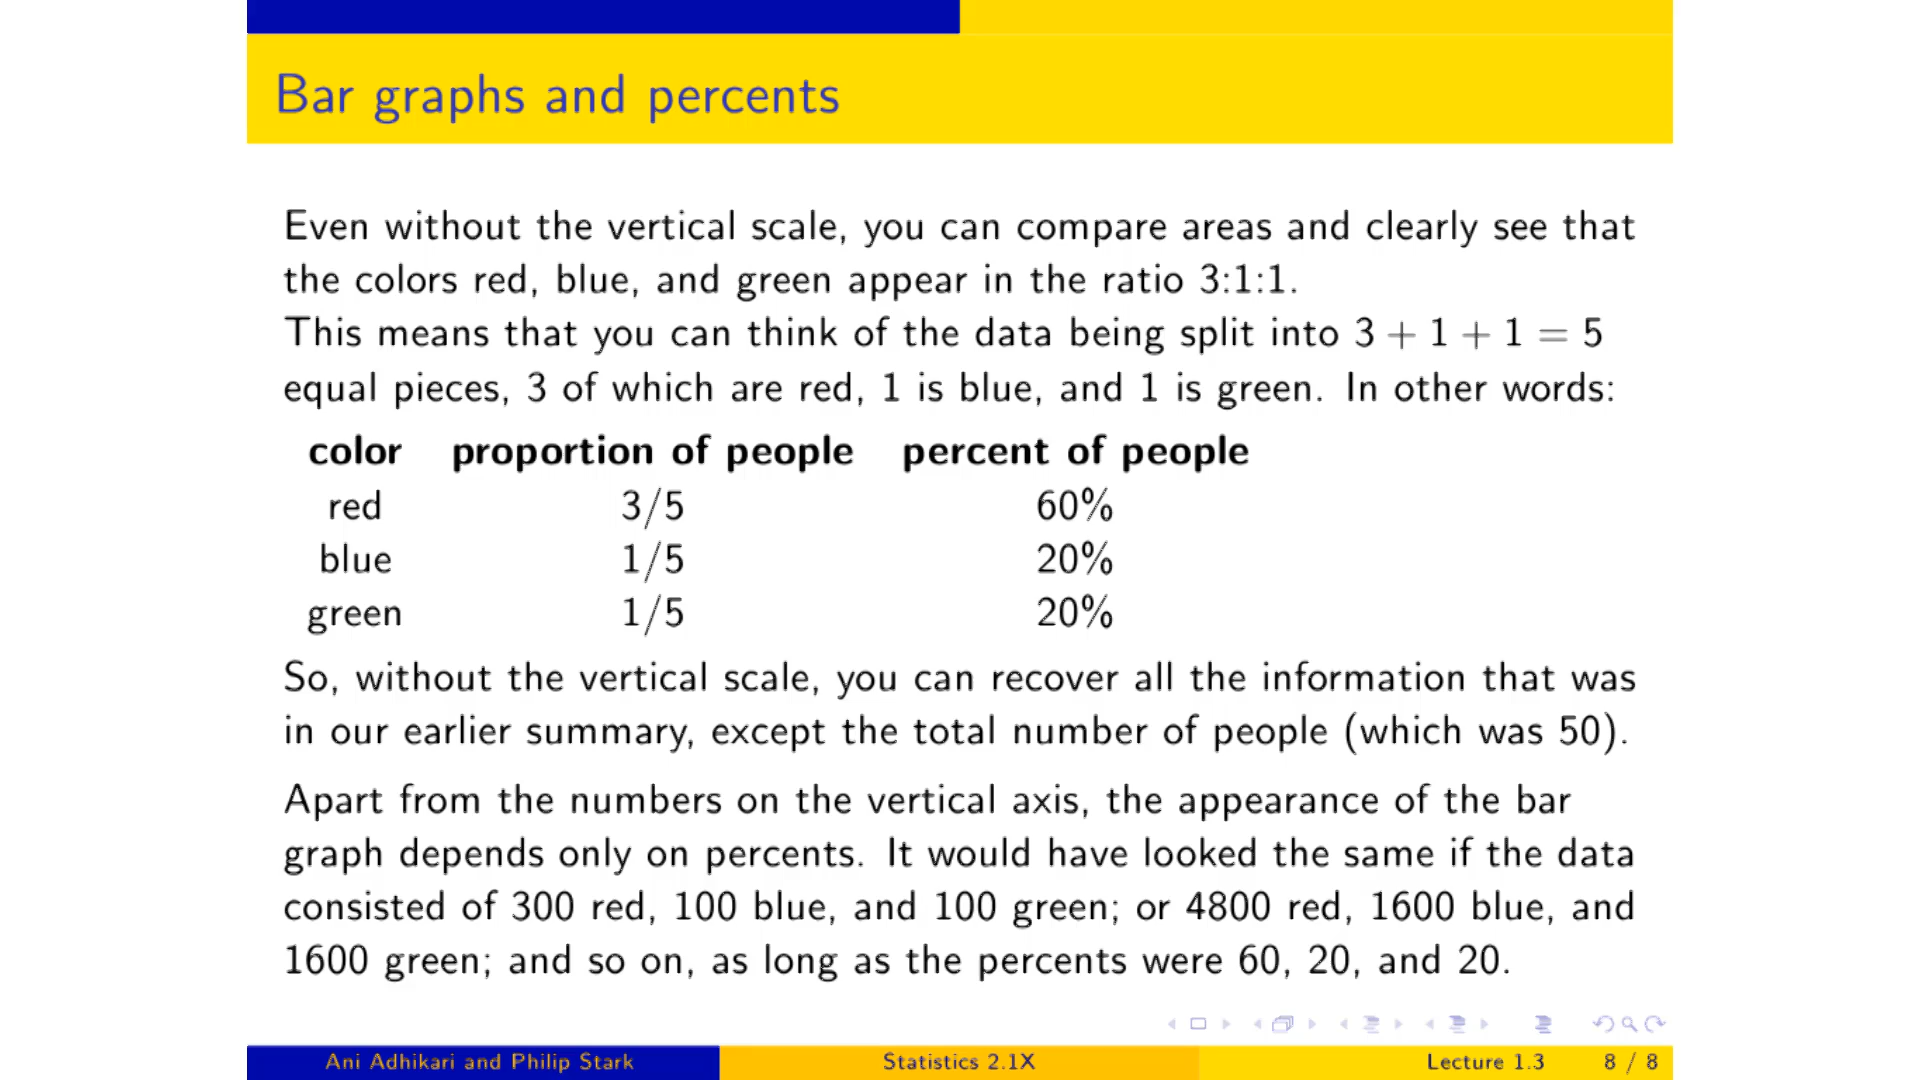 Bar graphs and percents
Even without the vertical scale, you can compare areas and clearly see that
the colors red, blue, and green appear in the ratio 3:1:1.
This means that you can think of the data being split into 3 + 1 + 1 = 5
equal pieces, 3 of which are red, 1 is blue, and 1 is green. In other words:
color proportion of people percent of people
red 3/5 60%
blue 1/5 20%
green 1/5 20%
So, without the vertical scale, you can recover all the information that was
in our earlier summary, except the total number of people (which was 50).
Apart from the numbers on the vertical axis, the appearance of the bar
graph depends only on percents. It would have looked the same if the data
consisted of 300 red, 100 blue, and 100 green; or 4800 red, 1600 blue, and
1600 green; and so on, as long as the percents were 60, 20, and 20.
Ani Adhikari and Philip Stark Statistics 2.1X Lecture 1.3 8 / 8